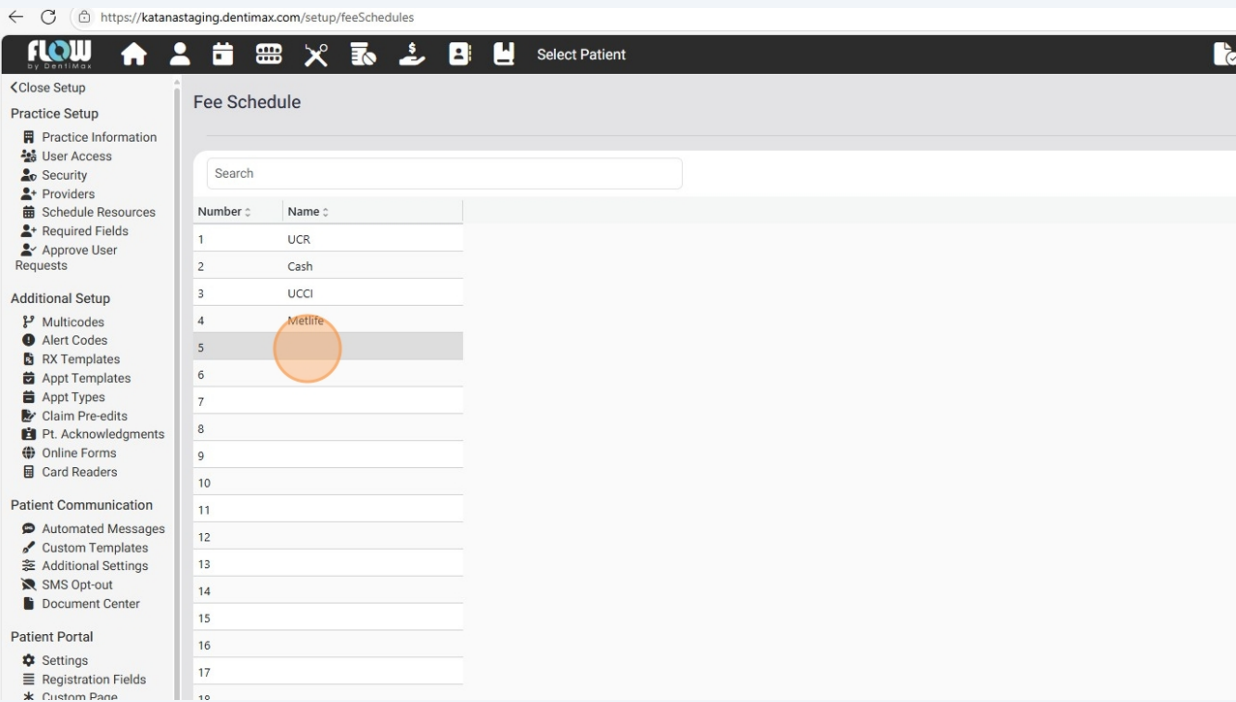 https://katanastaging.dentimax.com/setup/feeSchedules
FLOW
by DentiMax
Select Patient
Close Setup
Practice Setup
Practice Information
User Access
Security
Providers
Schedule Resources
Required Fields
Approve User
Requests
Additional Setup
Multicodes
Alert Codes
RX Templates
Appt Templates
Appt Types
Claim Pre-edits
Pt. Acknowledgments
Online Forms
Card Readers
Patient Communication
Automated Messages
Custom Templates
Additional Settings
SMS Opt-out
Document Center
Patient Portal
Settings
Registration Fields
Custom Page
Fee Schedule
Search
Number Name
1 UCR
2 Cash
3 UCCI
4 Metlife
5
6
7
8
9
10
11
12
13
14
15
16
17
18